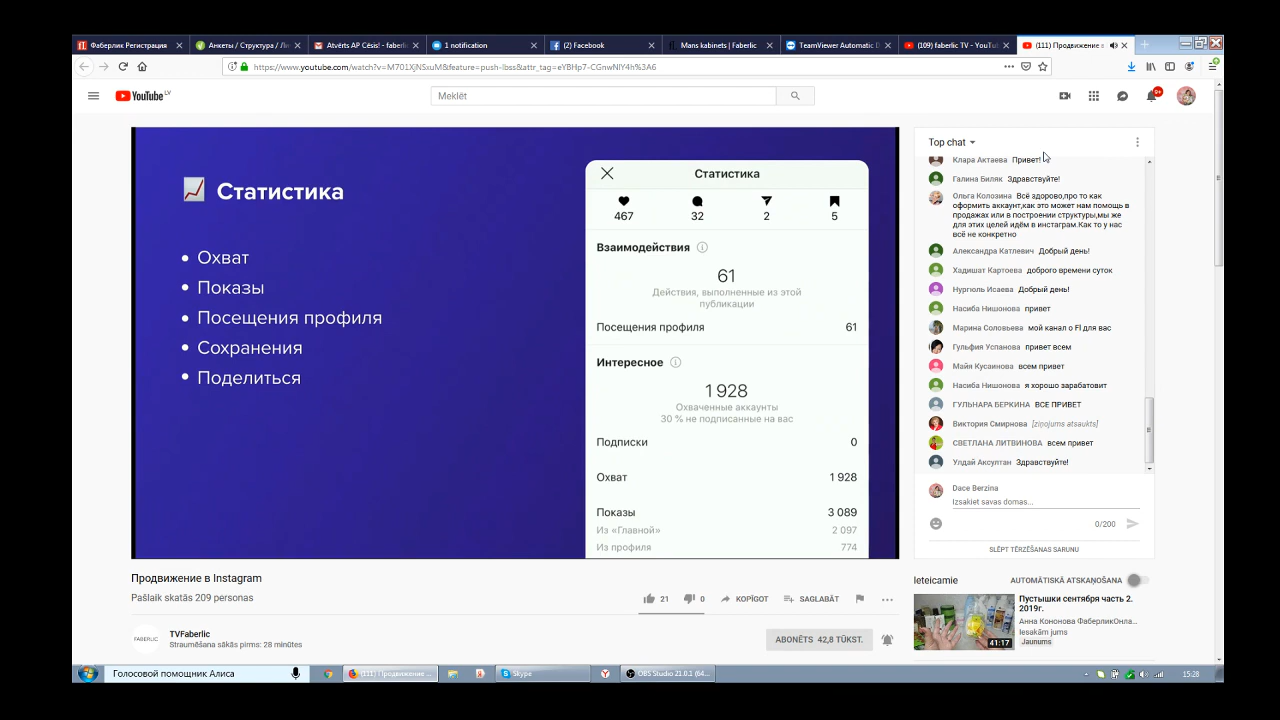 Фаберлик Регистрация
Анкеты / Структура / Ли
Atvērts AP Cēsis! - faberlic
1 notification
(2) Facebook
Mans kabinets | Faberlic
TeamViewer Automatic D
(109) faberlic TV - YouTu
(111) Продвижение в
https://www.youtube.com/watch?v=M701XjNSxuM&feature=push-lbss&attr_tag=eYBHp7-CGnwNlY4h%3A6
YouTube LV
Meklēt
9+
Статистика
Охват
Показы
Посещения профиля
Сохранения
Поделиться
Статистика
467 32 2 5
Взаимодействия
61
Действия, выполненные из этой
публикации
Посещения профиля 61
Интересное
1 928
Охваченные аккаунты
30 % не подписанные на вас
Подписки 0
Охват 1 928
Показы 3 089
Из «Главной» 2 097
Из профиля 774
Top chat
Клара Актаева Привет!
Галина Биляк Здравствуйте!
Ольга Колозина Всё здорово,про то как
оформить аккаунт,как это может нам помощь в
продажах или в построении структуры,мы же
для этих целей идём в инстаграм.Как то у нас
всё не конкретно
Александра Катлевич Добрый день!
Хадишат Картоева доброго времени суток
Нургюль Исаева Добрый день!
Насиба Нишонова привет
Марина Соловьева мой канал о Fl для вас
Гульфия Успанова привет всем
Майя Кусаинова всем привет
Насиба Нишонова я хорошо зарабатовит
ГУЛЬНАРА БЕРКИНА ВСЕ ПРИВЕТ
Виктория Смирнова [ziņojums atsaukts]
СВЕТЛАНА ЛИТВИНОВА всем привет
Улдай Аксултан Здравствуйте!
Dace Berzina
Izsakiet savas domas...
0/200
SLĒPT TĒRZĒŠANAS SARUNU
Продвижение в Instagram
Pašlaik skatās 209 personas
21 0 KOPĪGOT SAGLABĀT
FABERLIC
TVFaberlic
Straumēšana sākās pirms: 28 minūtes
ABONĒTS 42,8 TŪKST.
Ieteicamie AUTOMĀTISKĀ ATSKAŅOŠANA
Пустышки сентября часть 2.
2019г.
Анна Кононова ФаберликОнла...
Iesakām jums
Jaunums
41:17
Голосовой помощник Алиса
(111) Продвижение ...
Skype
OBS Studio 21.0.1 (64...
15:28